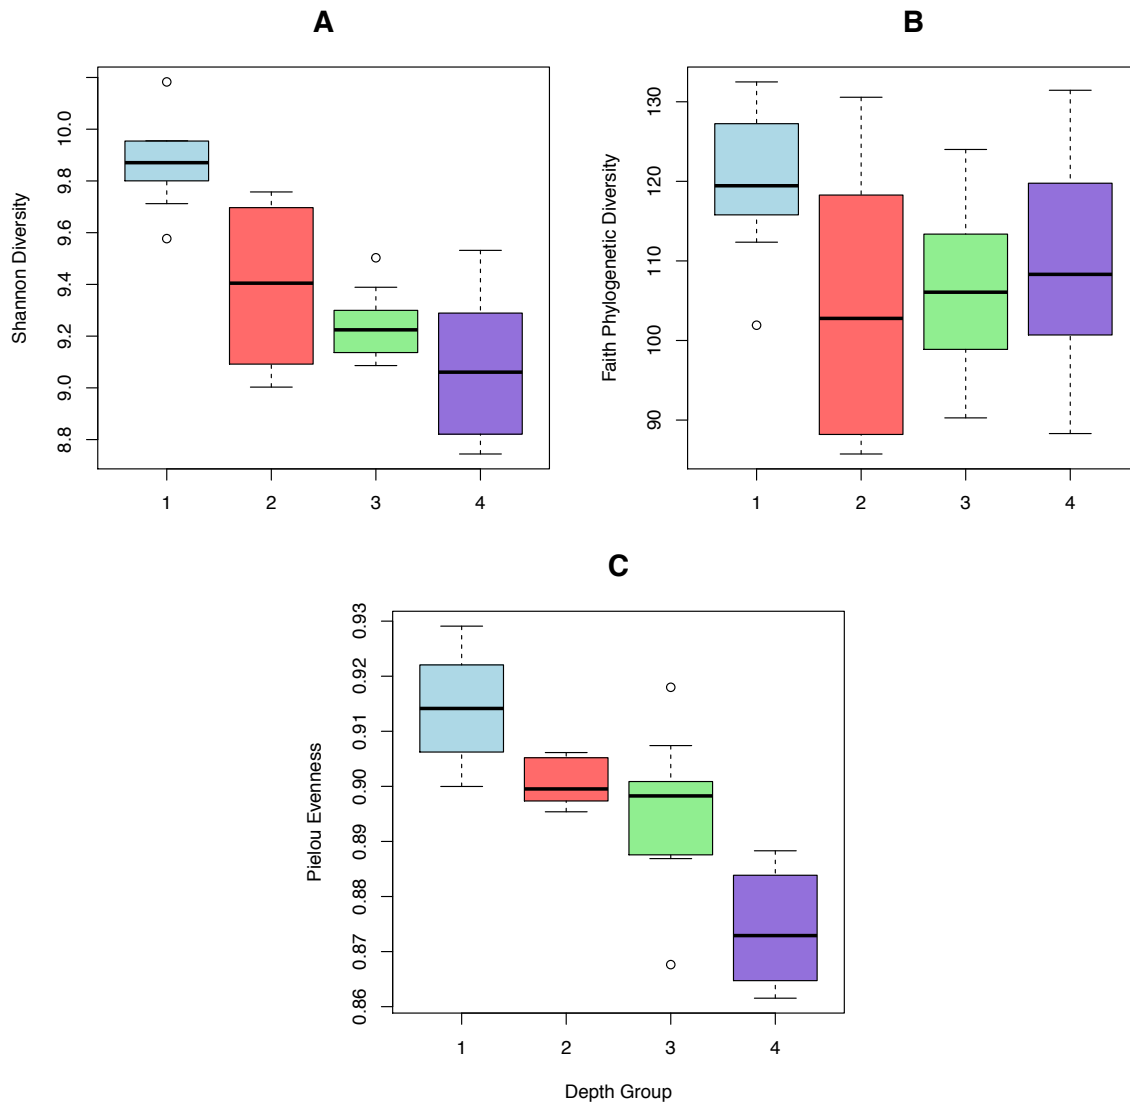 A
Shannon Diversity
10.0
9.8
9.6
9.4
9.2
9.0
8.8
1 2 3 4
B
Faith Phylogenetic Diversity
130
120
110
100
90
1 2 3 4
C
Pielou Evenness
0.93
0.92
0.91
0.90
0.89
0.88
0.87
0.86
1 2 3 4
Depth Group